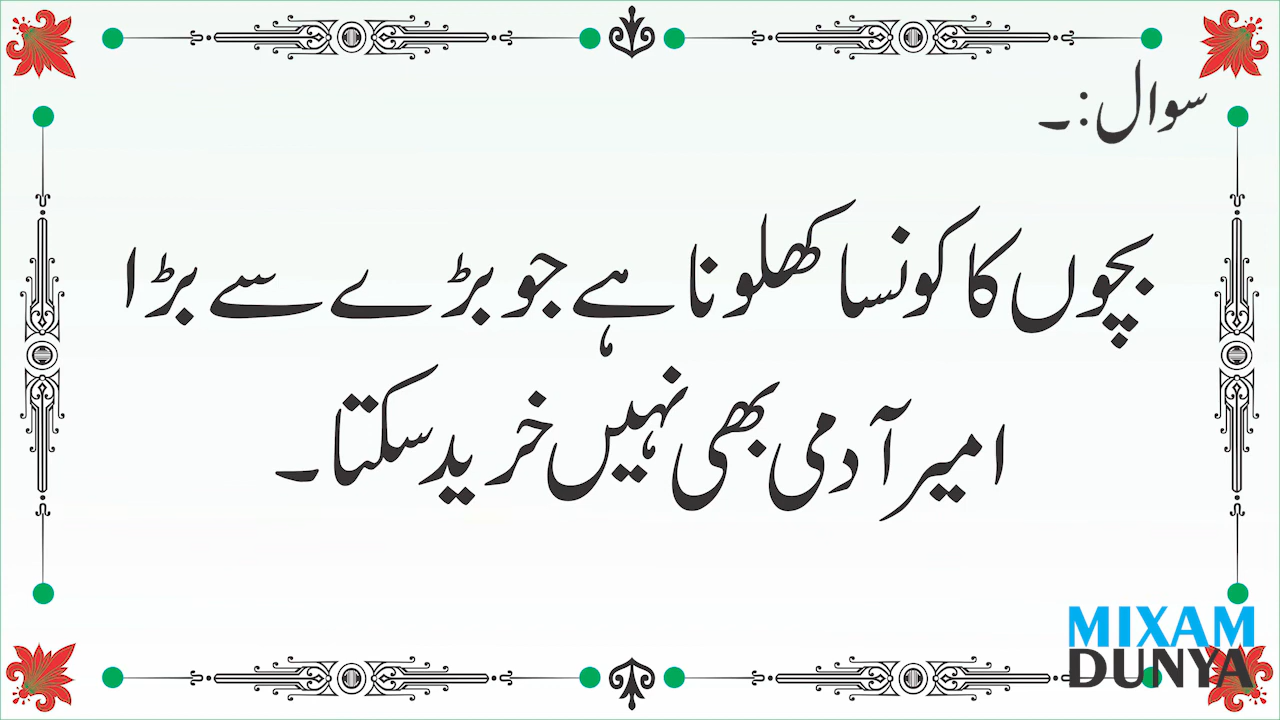 سوال:۔
بچوں کا کونسا کھلونا ہے جو بڑے سے بڑا
امیر آدمی بھی نہیں خرید سکتا۔
MIXAM
DUNYA